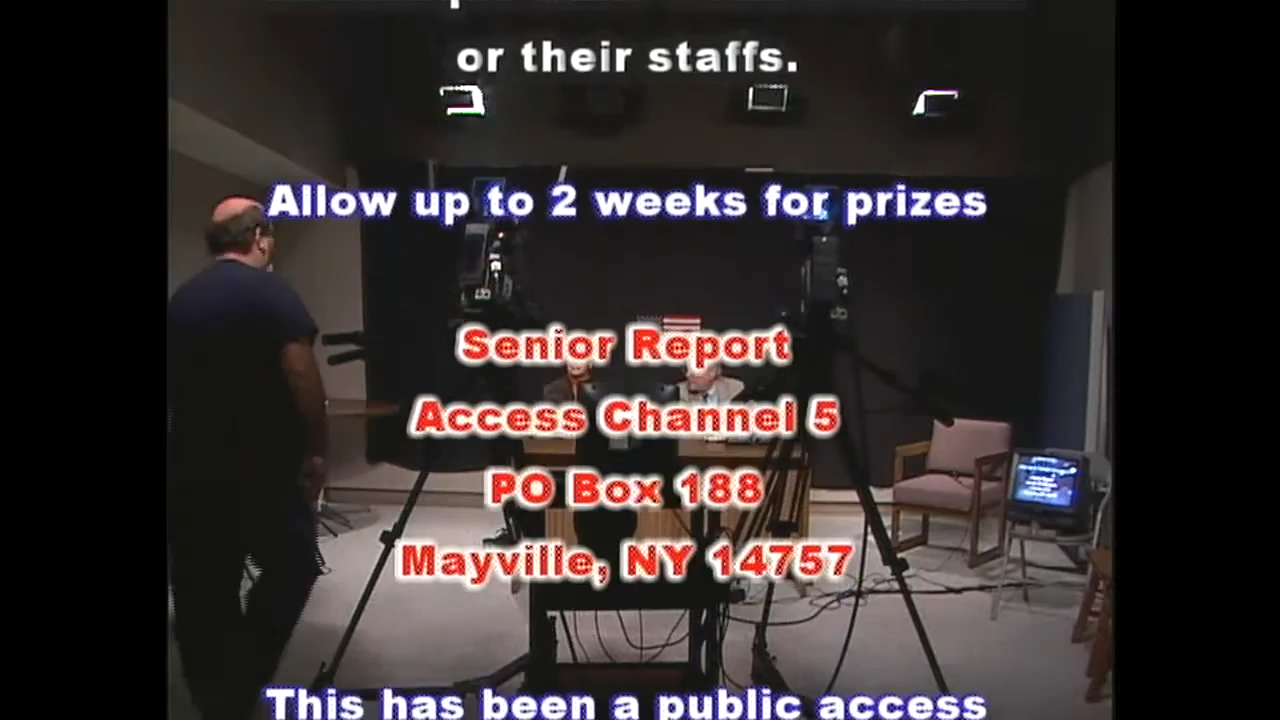 or their staffs.
Allow up to 2 weeks for prizes
Senior Report
Access Channel 5
PO Box 188
Mayville, NY 14757
This has been a public access